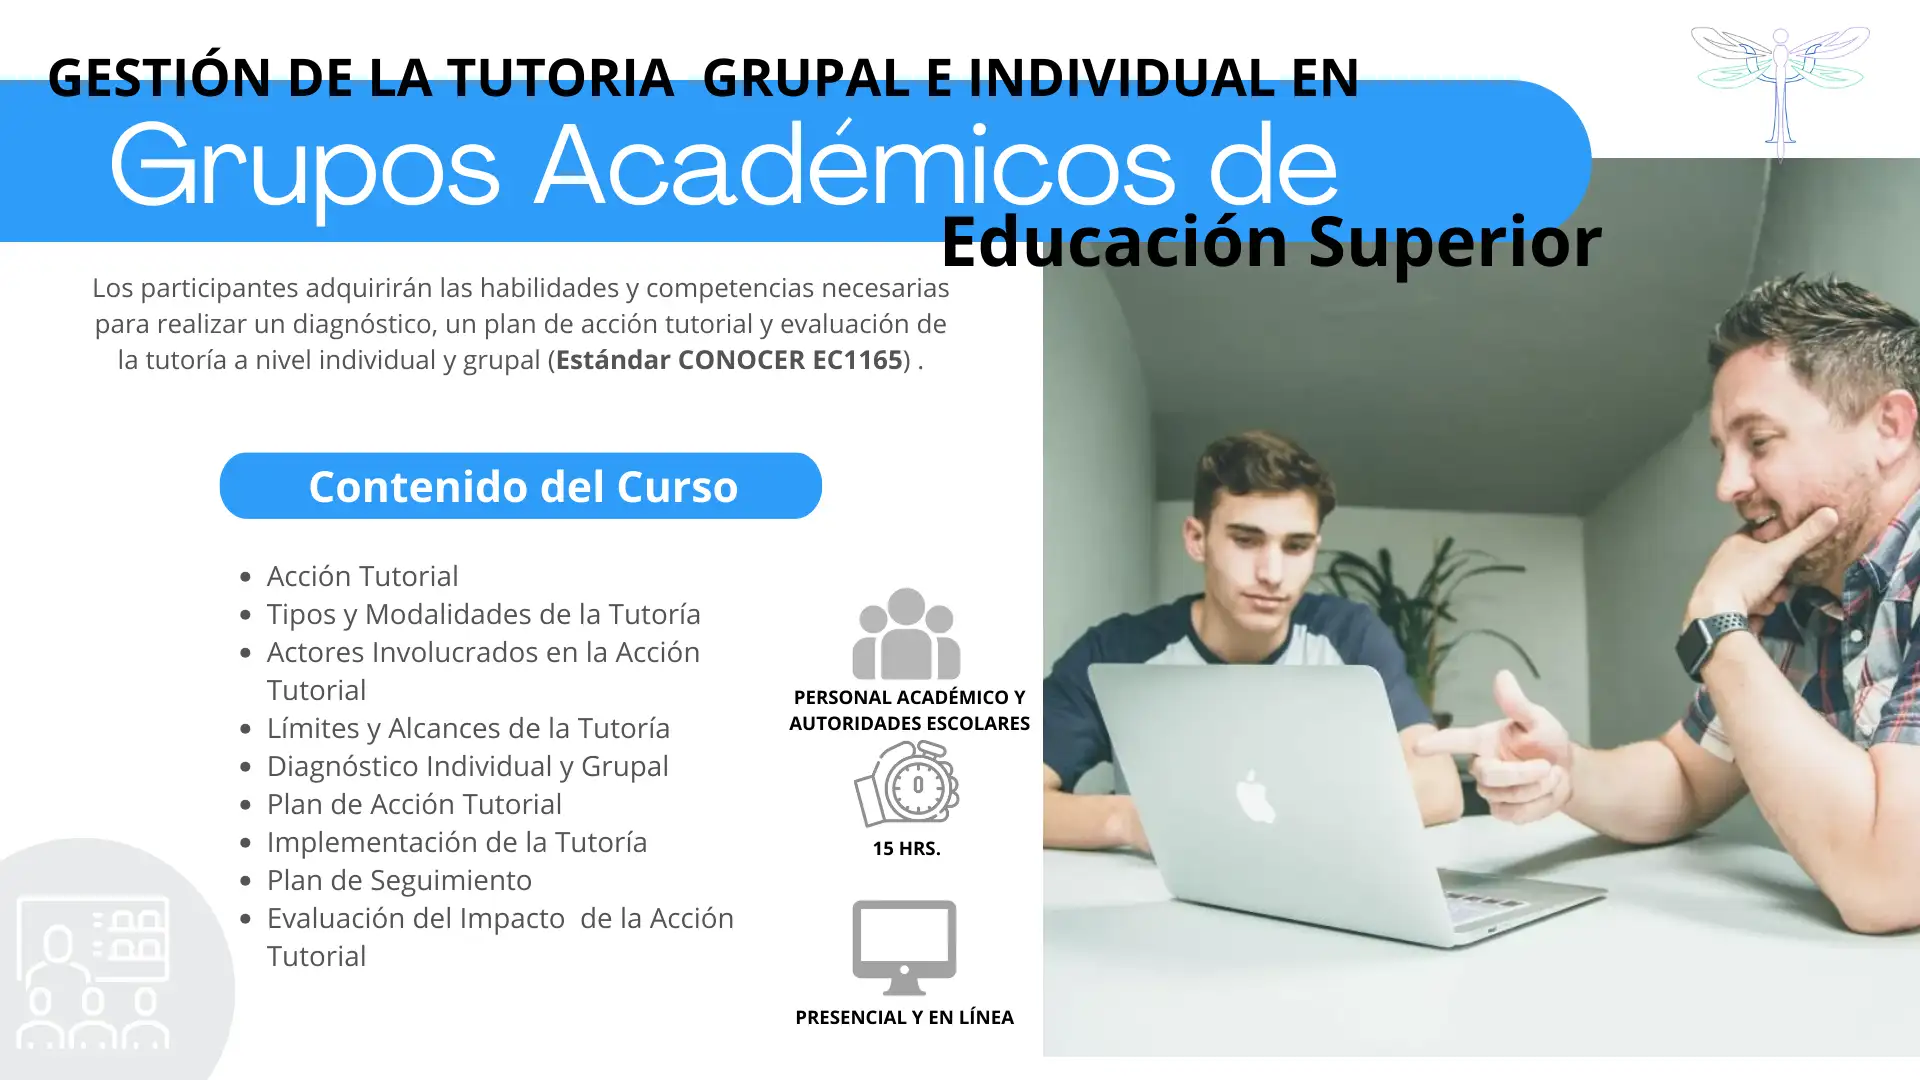 GESTIÓN DE LA TUTORIA  GRUPAL E INDIVIDUAL EN
Grupos Académicos de
Educación Superior
Los participantes adquirirán las habilidades y competencias necesarias
para realizar un diagnóstico, un plan de acción tutorial y evaluación de
la tutoría a nivel individual y grupal (Estándar CONOCER EC1165) .
Contenido del Curso
• Acción Tutorial
• Tipos y Modalidades de la Tutoría
• Actores Involucrados en la Acción
Tutorial
• Límites y Alcances de la Tutoría
• Diagnóstico Individual y Grupal
• Plan de Acción Tutorial
• Implementación de la Tutoría
• Plan de Seguimiento
• Evaluación del Impacto  de la Acción
Tutorial
PERSONAL ACADÉMICO Y
AUTORIDADES ESCOLARES
15 HRS.
PRESENCIAL Y EN LÍNEA